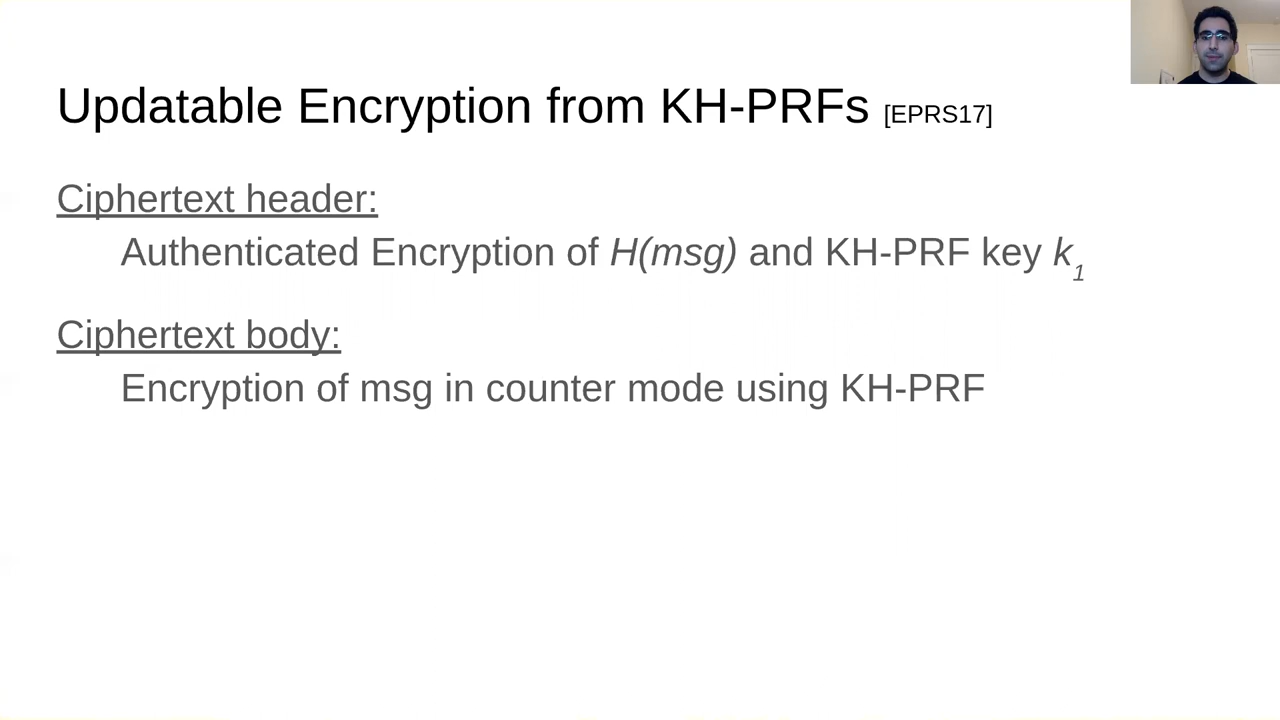 Updatable Encryption from KH-PRFs [EPRS17]
Ciphertext header:
Authenticated Encryption of H(msg) and KH-PRF key k1
Ciphertext body:
Encryption of msg in counter mode using KH-PRF